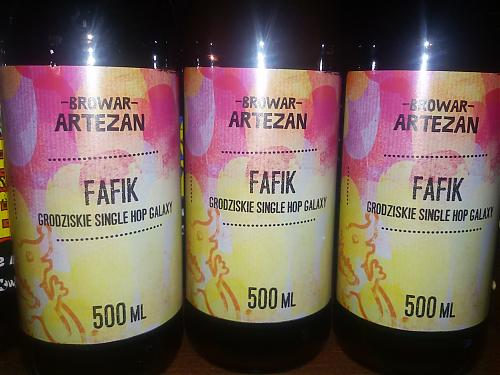 -BROWAR-
ARTEZAN
FAFIK
GRODZISKIE SINGLE HOP GALAXY
500 ML
-BROWAR-
ARTEZAN
FAFIK
GRODZISKIE SINGLE HOP GALAXY
500 ML
-BROWAR-
ARTEZAN
FAFIK
GRODZISKIE SINGLE HOP GALAXY
500 ML